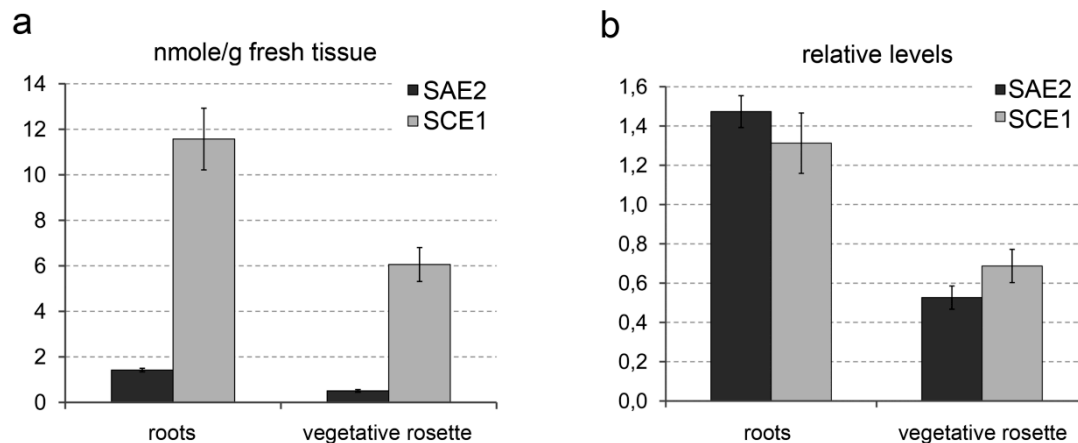 a
nmole/g fresh tissue
14
12
10
8
6
4
2
0
SAE2
SCE1
roots
vegetative rosette
b
relative levels
1,6
1,4
1,2
1,0
0,8
0,6
0,4
0,2
0,0
SAE2
SCE1
roots
vegetative rosette